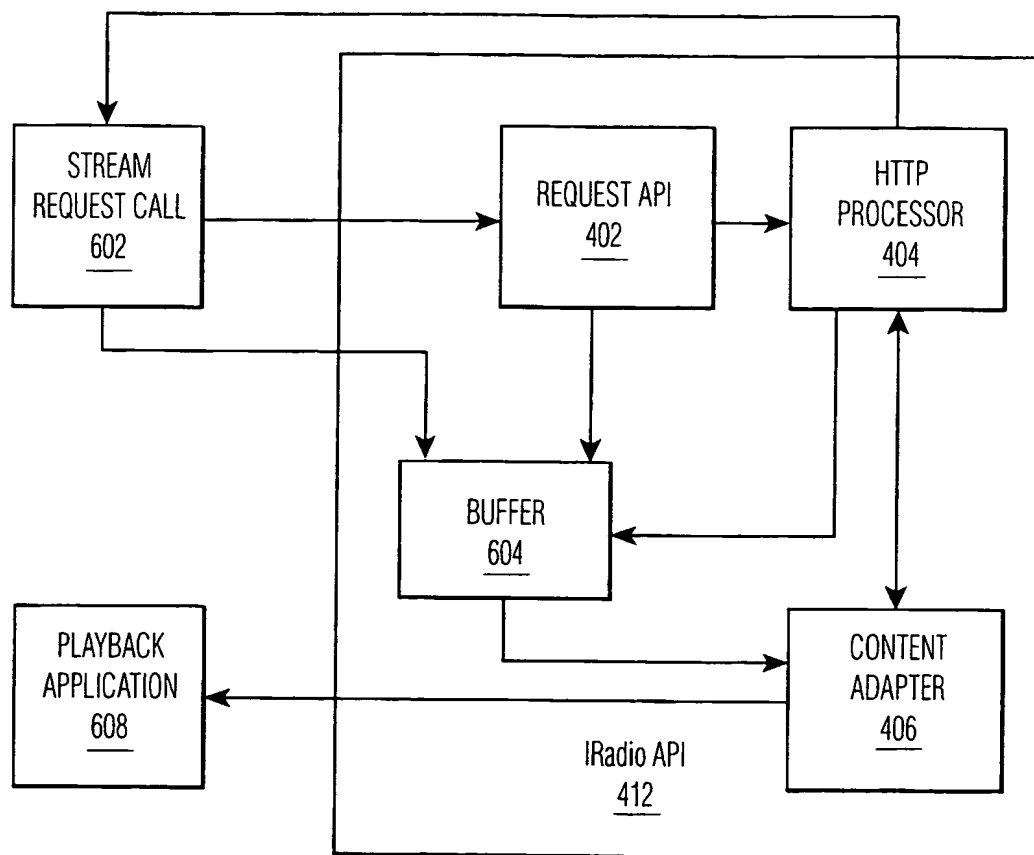 STREAM
REQUEST CALL
602
REQUEST API
402
HTTP
PROCESSOR
404
BUFFER
604
PLAYBACK
APPLICATION
608
CONTENT
ADAPTER
406
IRadio API
412